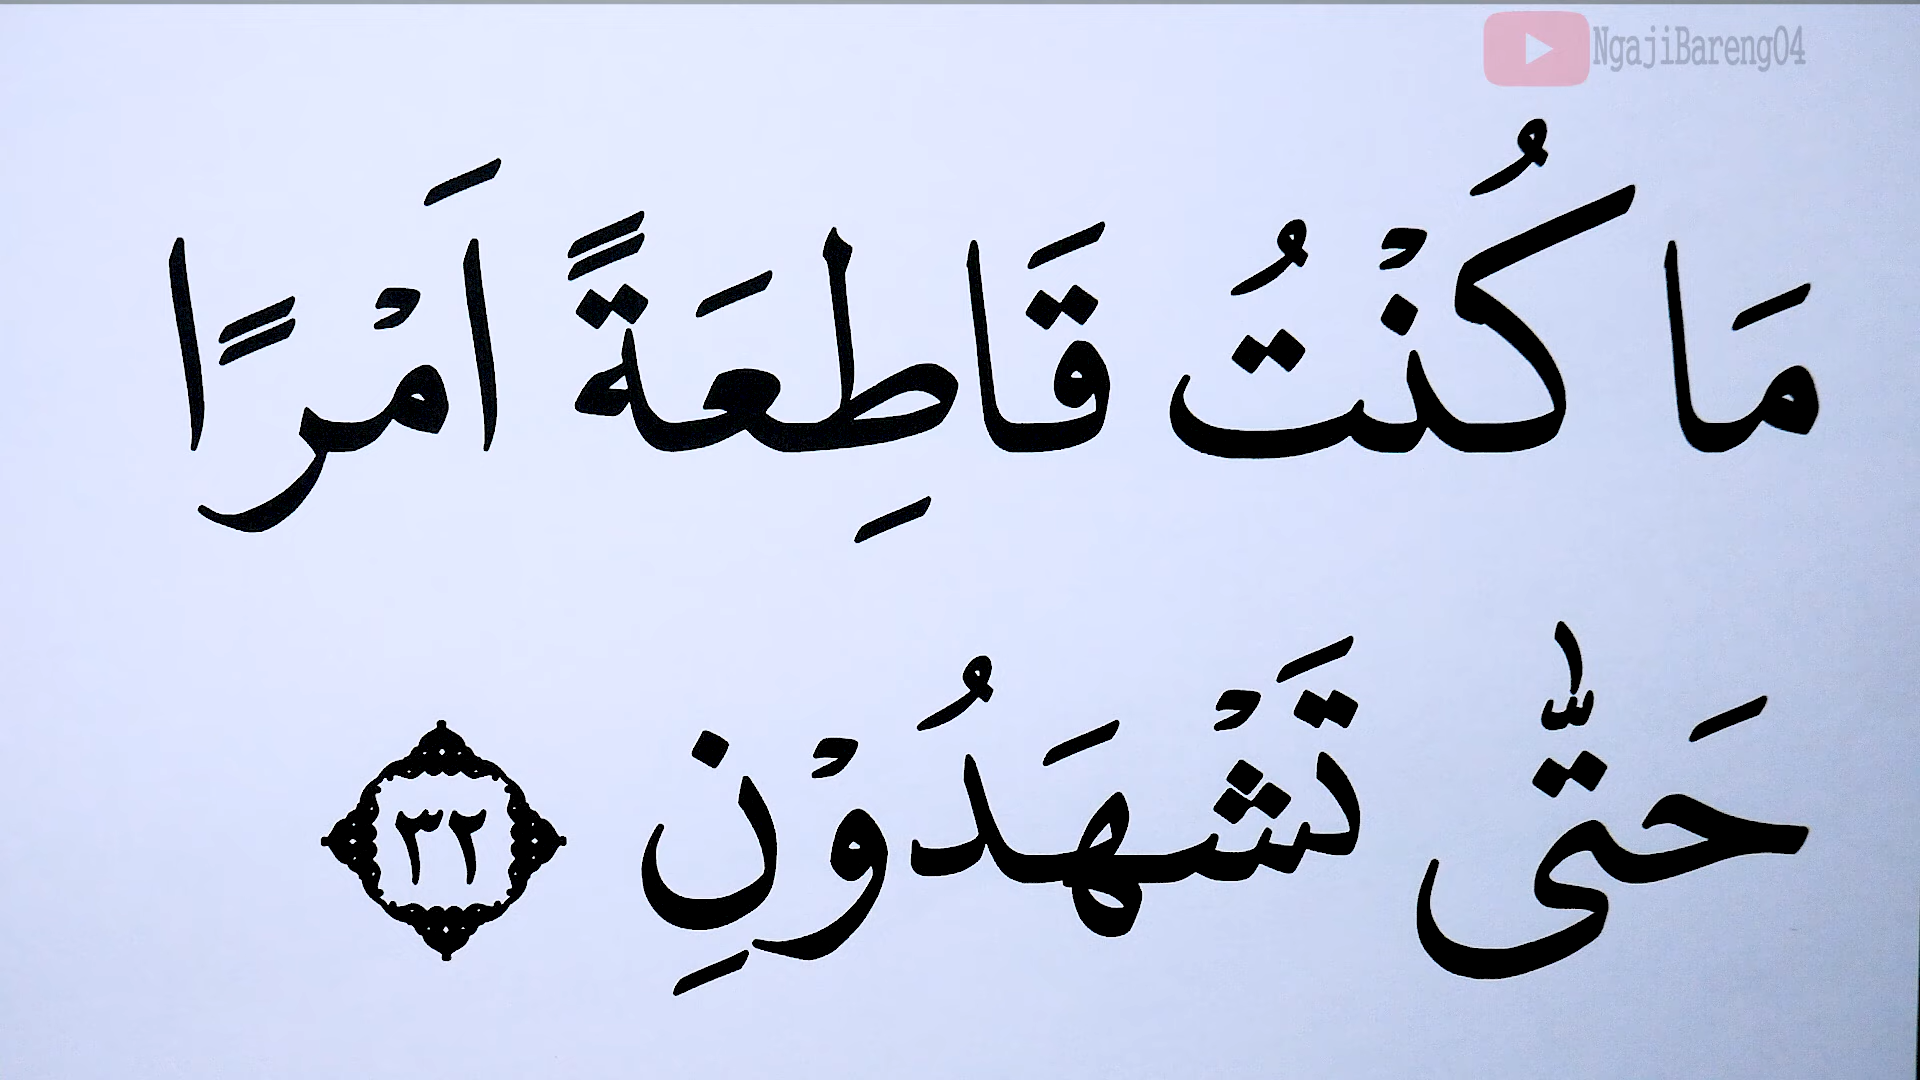 NgajiBareng04
مَا كُنْتُ قَاطِعَةً اَمْرًا
حَتّٰى تَشْهَدُوْنِ ٣٢